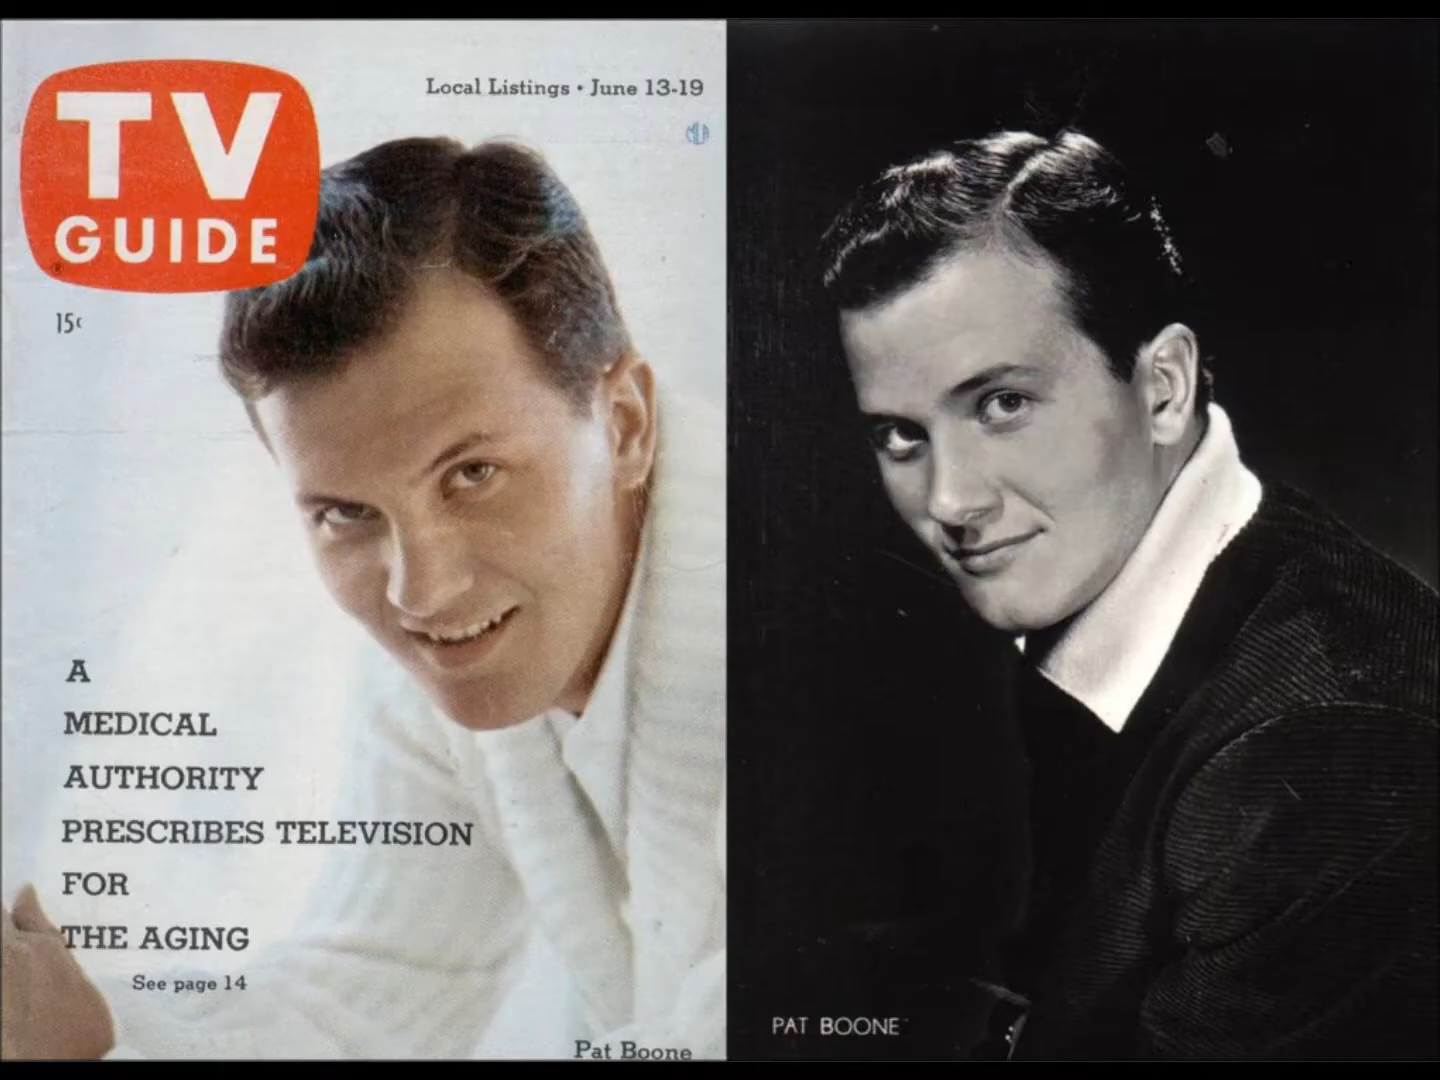 TV
GUIDE
Local Listings • June 13-19
15¢
A
MEDICAL
AUTHORITY
PRESCRIBES TELEVISION
FOR
THE AGING
See page 14
Pat Boone
PAT BOONE